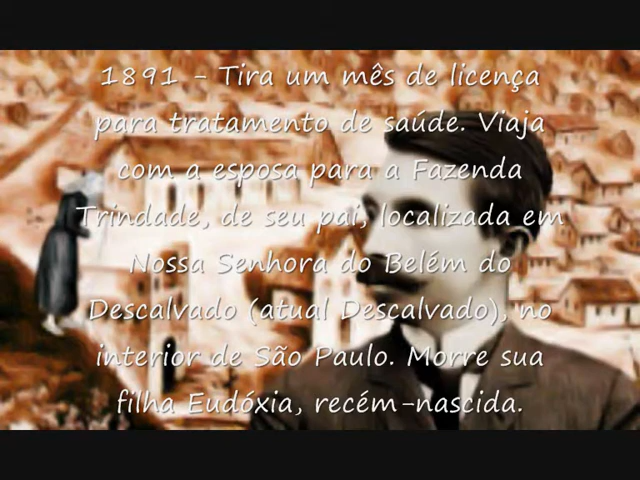 1891 - Tira um mês de licença
para tratamento de saúde. Viaja
com a esposa para a Fazenda
Trindade, de seu pai, localizada em
Nossa Senhora do Belém do
Descalvado (atual Descalvado), no
interior de São Paulo. Morre sua
filha Eudóxia, recém-nascida.